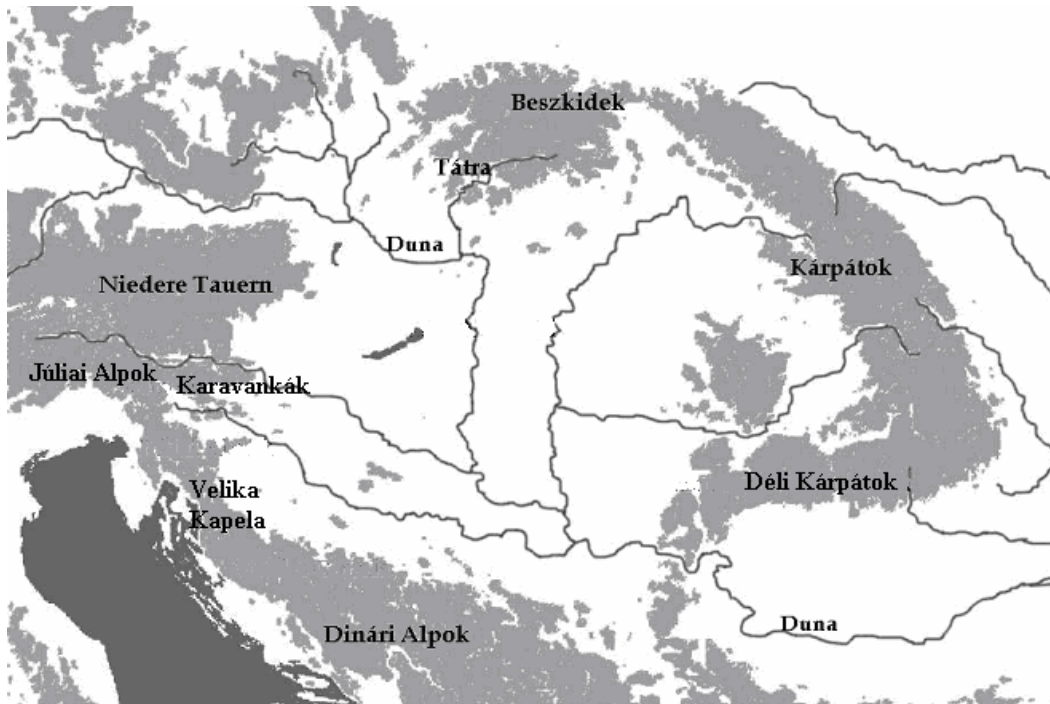 Beszkidek
Tátra
Duna
Kárpátok
Niedere Tauern
Júliai Alpok
Karavankák
Déli Kárpátok
Velika
Kapela
Duna
Dinári Alpok